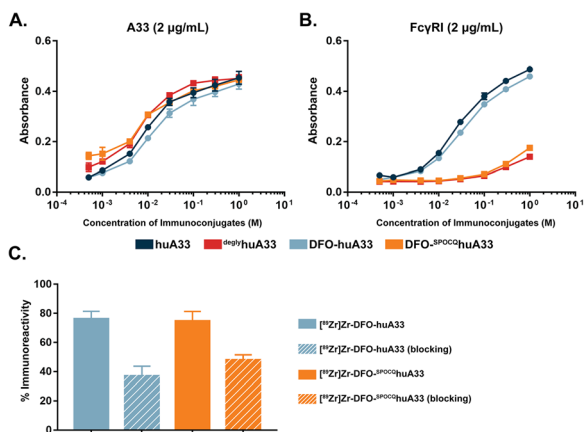 A.
A33 (2 µg/mL)
Absorbance
0.6
0.4
0.2
0.0
10⁻⁴ 10⁻³ 10⁻² 10⁻¹ 10⁰ 10¹
Concentration of Immunoconjugates (M)
B.
FcγRI (2 µg/mL)
Absorbance
0.6
0.4
0.2
0.0
10⁻⁴ 10⁻³ 10⁻² 10⁻¹ 10⁰ 10¹
Concentration of Immunoconjugates (M)
huA33 deglyhuA33 DFO-huA33 DFO-SPOCQhuA33
C.
% Immunoreactivity
100
80
60
40
20
0
[⁸⁹Zr]Zr-DFO-huA33
[⁸⁹Zr]Zr-DFO-huA33 (blocking)
[⁸⁹Zr]Zr-DFO-SPOCQhuA33
[⁸⁹Zr]Zr-DFO-SPOCQhuA33 (blocking)